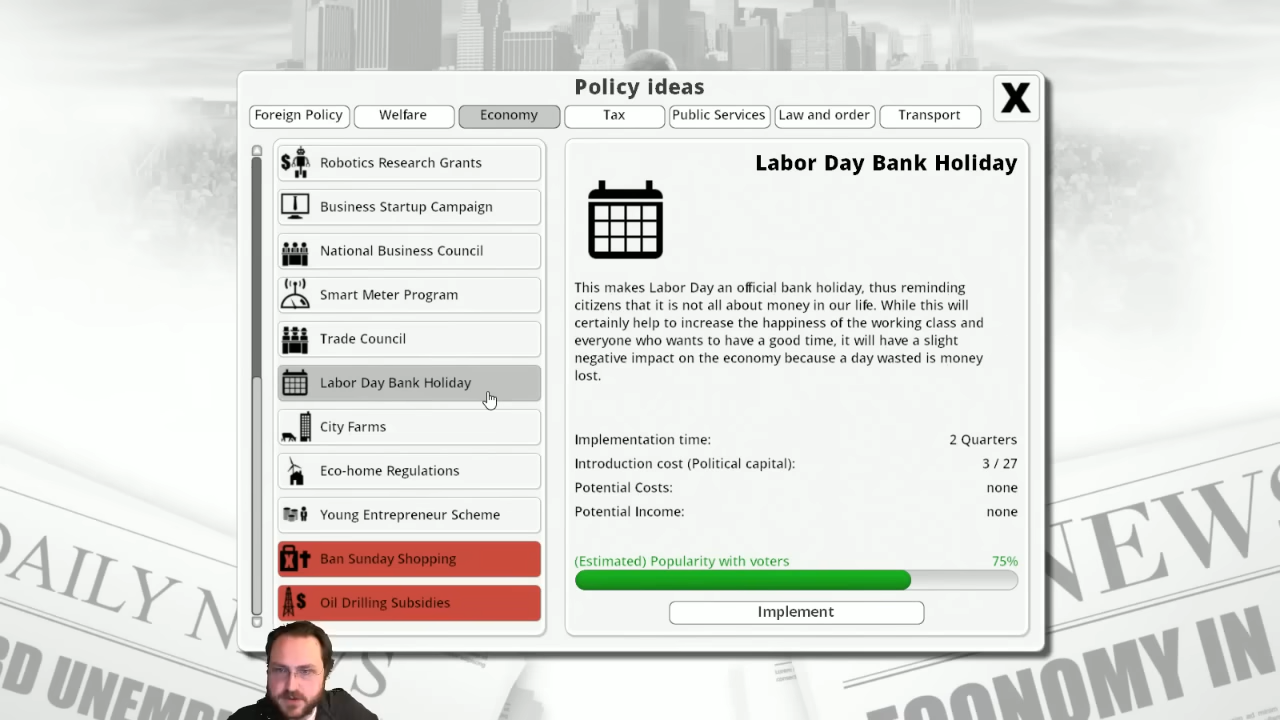 Policy ideas
X
Foreign Policy
Welfare
Economy
Tax
Public Services
Law and order
Transport
Robotics Research Grants
Business Startup Campaign
National Business Council
Smart Meter Program
Trade Council
Labor Day Bank Holiday
City Farms
Eco-home Regulations
Young Entrepreneur Scheme
Ban Sunday Shopping
Oil Drilling Subsidies
Labor Day Bank Holiday
This makes Labor Day an official bank holiday, thus reminding
citizens that it is not all about money in our life. While this will
certainly help to increase the happiness of the working class and
everyone who wants to have a good time, it will have a slight
negative impact on the economy because a day wasted is money
lost.
Implementation time: 2 Quarters
Introduction cost (Political capital): 3 / 27
Potential Costs: none
Potential Income: none
(Estimated) Popularity with voters 75%
Implement
DAILY N
RD UNEMP
NEWS
ECONOMY IN